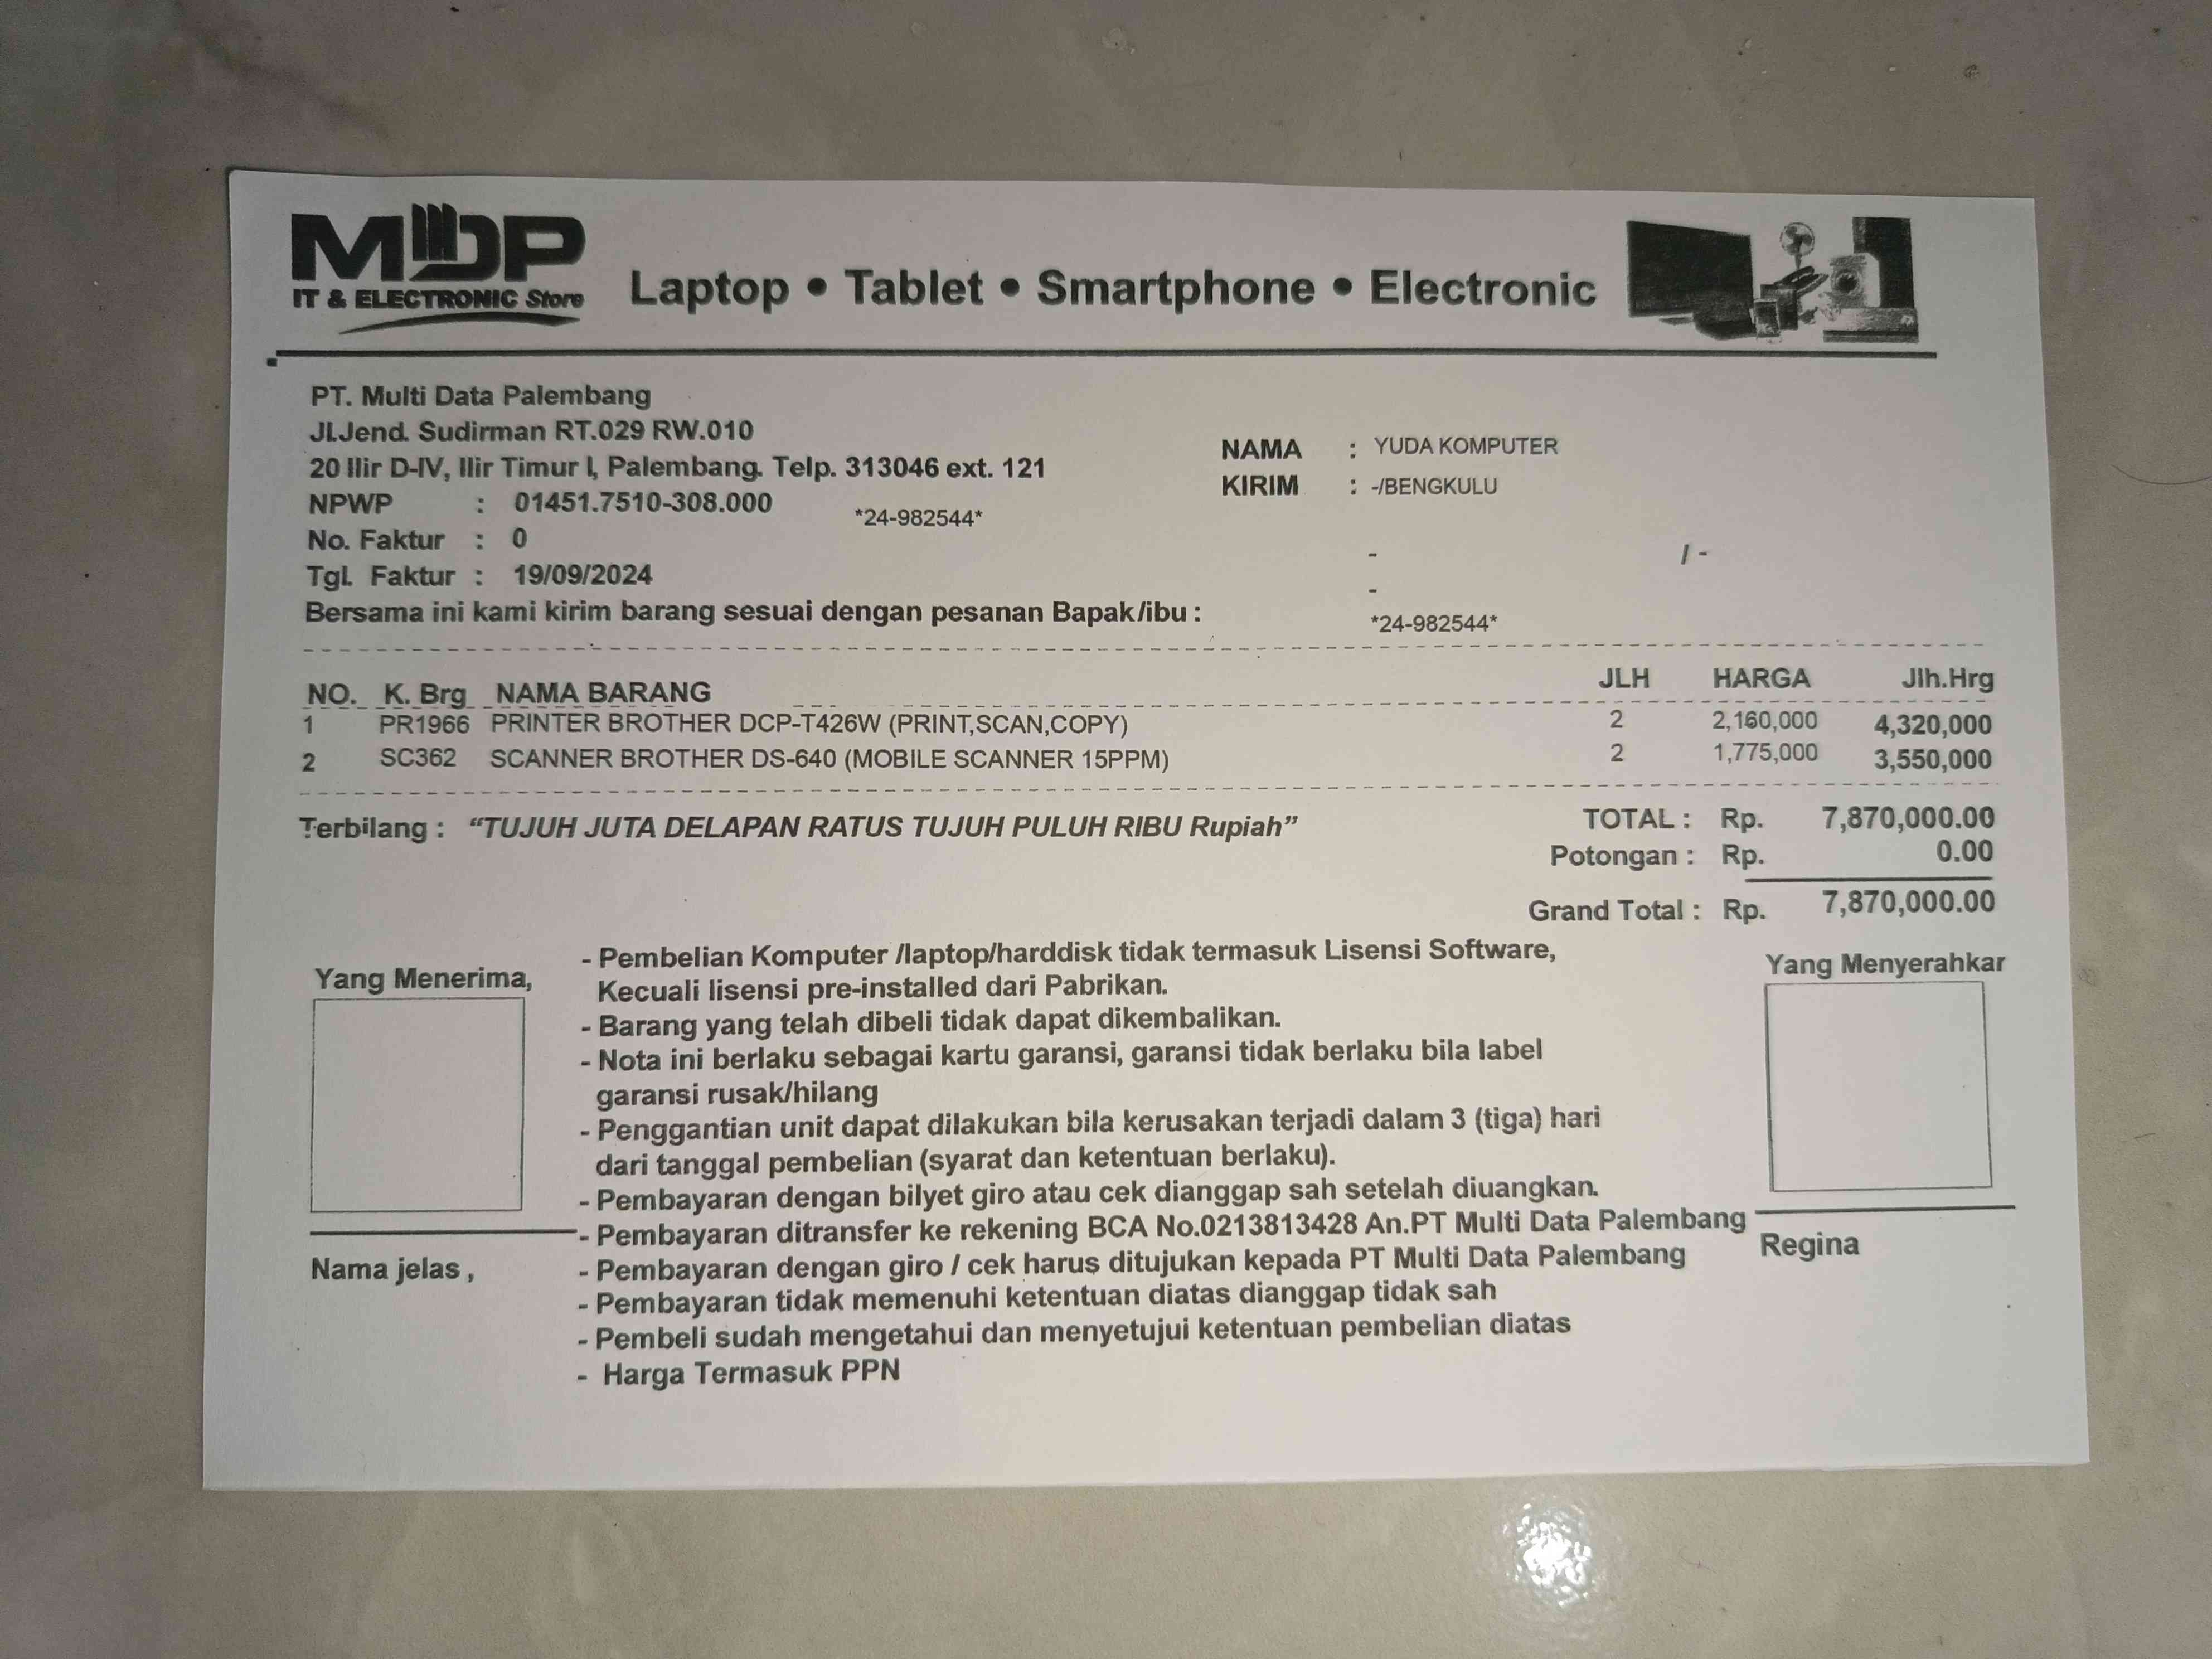 MDP
IT & ELECTRONIC Store
Laptop • Tablet • Smartphone • Electronic
PT. Multi Data Palembang
Jl.Jend. Sudirman RT.029 RW.010
20 Ilir D-IV, Ilir Timur I, Palembang. Telp. 313046 ext. 121
NPWP : 01451.7510-308.000 *24-982544*
No. Faktur : 0
Tgl. Faktur : 19/09/2024
Bersama ini kami kirim barang sesuai dengan pesanan Bapak/ibu :
NAMA : YUDA KOMPUTER
KIRIM : -/BENGKULU
- / -
-
*24-982544*
NO. K. Brg NAMA BARANG JLH HARGA Jlh.Hrg
1 PR1966 PRINTER BROTHER DCP-T426W (PRINT,SCAN,COPY) 2 2,160,000 4,320,000
2 SC362 SCANNER BROTHER DS-640 (MOBILE SCANNER 15PPM) 2 1,775,000 3,550,000
Terbilang : “TUJUH JUTA DELAPAN RATUS TUJUH PULUH RIBU Rupiah”
TOTAL : Rp. 7,870,000.00
Potongan : Rp. 0.00
Grand Total : Rp. 7,870,000.00
Yang Menerima,
Nama jelas ,
- Pembelian Komputer /laptop/harddisk tidak termasuk Lisensi Software,
Kecuali lisensi pre-installed dari Pabrikan.
- Barang yang telah dibeli tidak dapat dikembalikan.
- Nota ini berlaku sebagai kartu garansi, garansi tidak berlaku bila label
garansi rusak/hilang
- Penggantian unit dapat dilakukan bila kerusakan terjadi dalam 3 (tiga) hari
dari tanggal pembelian (syarat dan ketentuan berlaku).
- Pembayaran dengan bilyet giro atau cek dianggap sah setelah diuangkan.
- Pembayaran ditransfer ke rekening BCA No.0213813428 An.PT Multi Data Palembang
- Pembayaran dengan giro / cek harus ditujukan kepada PT Multi Data Palembang
- Pembayaran tidak memenuhi ketentuan diatas dianggap tidak sah
- Pembeli sudah mengetahui dan menyetujui ketentuan pembelian diatas
- Harga Termasuk PPN
Yang Menyerahkar
Regina